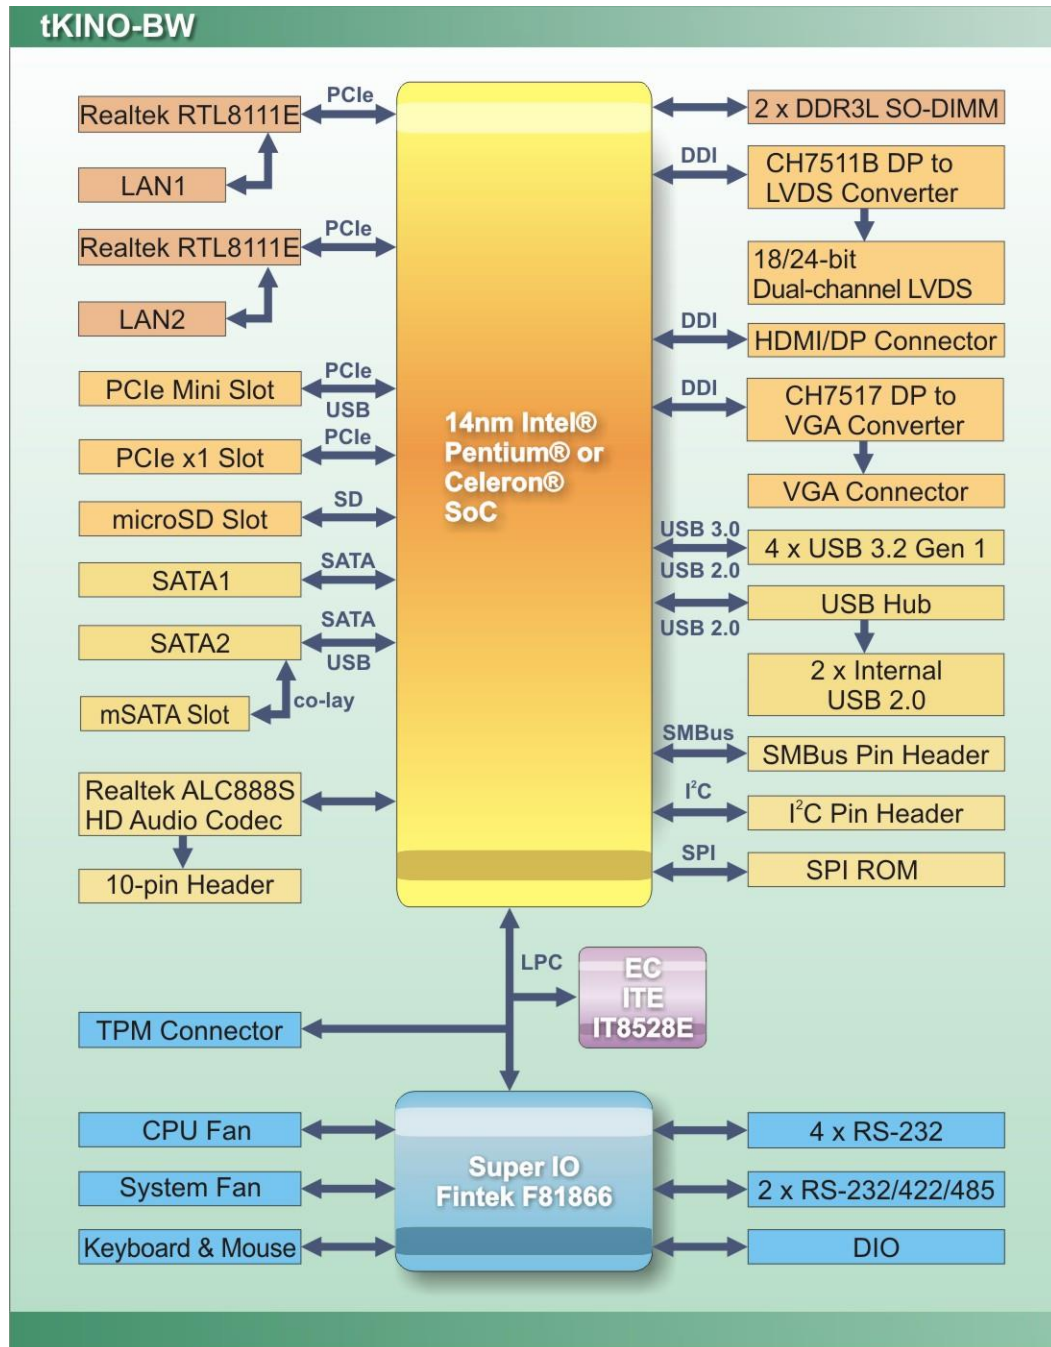 tKINO-BW
Realtek RTL8111E
PCIe
LAN1
Realtek RTL8111E
PCIe
LAN2
PCIe Mini Slot
PCIe
USB
PCIe x1 Slot
PCIe
microSD Slot
SD
SATA1
SATA
SATA2
SATA
USB
mSATA Slot
co-lay
Realtek ALC888S
HD Audio Codec
10-pin Header
14nm Intel®
Pentium® or
Celeron®
SoC
2 x DDR3L SO-DIMM
DDI
CH7511B DP to
LVDS Converter
18/24-bit
Dual-channel LVDS
DDI
HDMI/DP Connector
DDI
CH7517 DP to
VGA Converter
VGA Connector
USB 3.0
4 x USB 3.2 Gen 1
USB 2.0
USB Hub
USB 2.0
2 x Internal
USB 2.0
SMBus
SMBus Pin Header
I²C
I²C Pin Header
SPI
SPI ROM
LPC
EC
ITE
IT8528E
TPM Connector
CPU Fan
System Fan
Keyboard & Mouse
Super IO
Fintek F81866
4 x RS-232
2 x RS-232/422/485
DIO